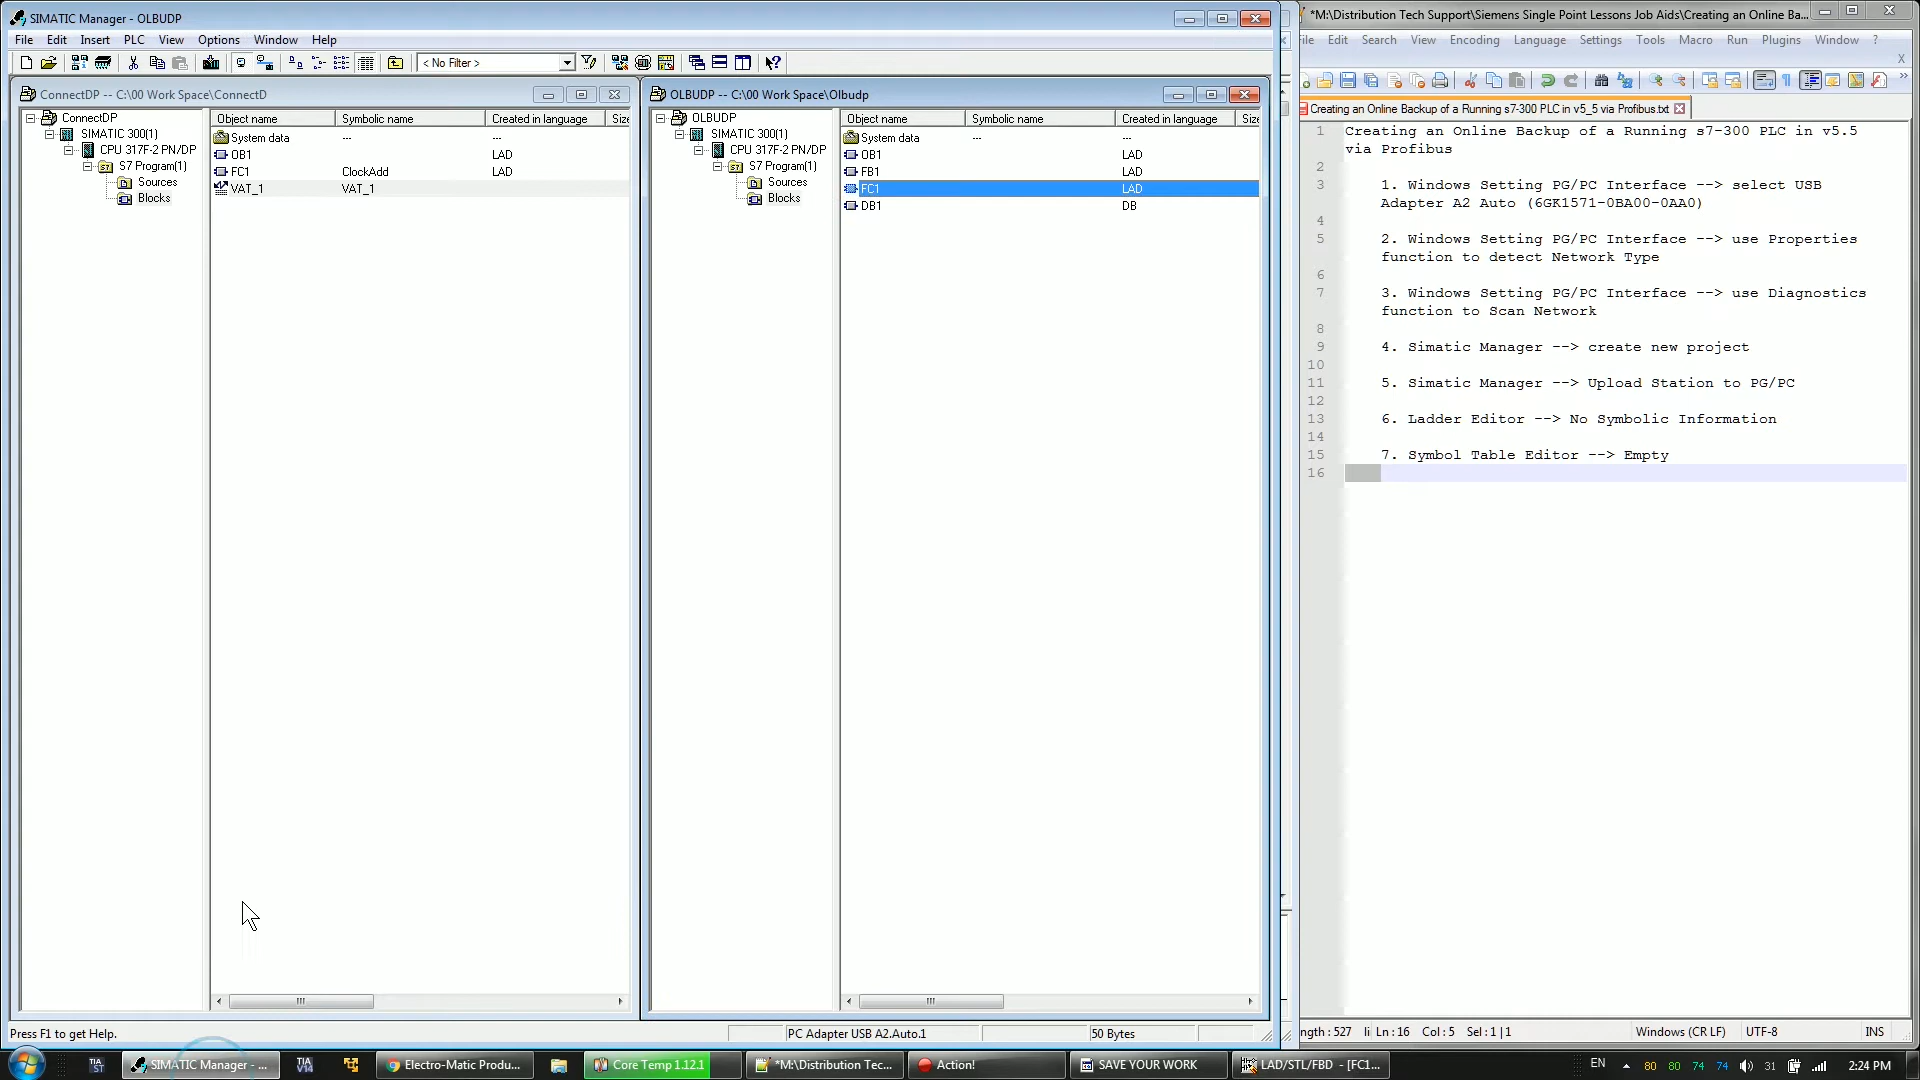 SIMATIC Manager - OLBUDP
File Edit Insert PLC View Options Window Help
< No Filter >
ConnectDP -- C:\00 Work Space\ConnectD
ConnectDP
SIMATIC 300(1)
CPU 317F-2 PN/DP
S7 Program(1)
Sources
Blocks
Object name Symbolic name Created in language Size
System data --- ---
OB1 LAD
FC1 ClockAdd LAD
VAT_1 VAT_1
OLBUDP -- C:\00 Work Space\Olbudp
OLBUDP
SIMATIC 300(1)
CPU 317F-2 PN/DP
S7 Program(1)
Sources
Blocks
Object name Symbolic name Created in language Size
System data --- ---
OB1 LAD
FB1 LAD
FC1 LAD
DB1 DB
Press F1 to get Help.
PC Adapter USB A2.Auto.1
50 Bytes
*M:\Distribution Tech Support\Siemens Single Point Lessons Job Aids\Creating an Online Ba...
ile Edit Search View Encoding Language Settings Tools Macro Run Plugins Window ?
X
Creating an Online Backup of a Running s7-300 PLC in v5_5 via Profibus.txt
1 Creating an Online Backup of a Running s7-300 PLC in v5.5
via Profibus
2
3 1. Windows Setting PG/PC Interface --> select USB
Adapter A2 Auto (6GK1571-0BA00-0AA0)
4
5 2. Windows Setting PG/PC Interface --> use Properties
function to detect Network Type
6
7 3. Windows Setting PG/PC Interface --> use Diagnostics
function to Scan Network
8
9 4. Simatic Manager --> create new project
10
11 5. Simatic Manager --> Upload Station to PG/PC
12
13 6. Ladder Editor --> No Symbolic Information
14
15 7. Symbol Table Editor --> Empty
16
ngth : 527 li Ln : 16 Col : 5 Sel : 1 | 1 Windows (CR LF) UTF-8 INS
TIA ST
SIMATIC Manager - ...
TIA V14
Electro-Matic Produ...
Core Temp 1.12.1
*M:\Distribution Tec...
Action!
SAVE YOUR WORK
LAD/STL/FBD - [FC1...
EN 80 80 74 74 31 2:24 PM